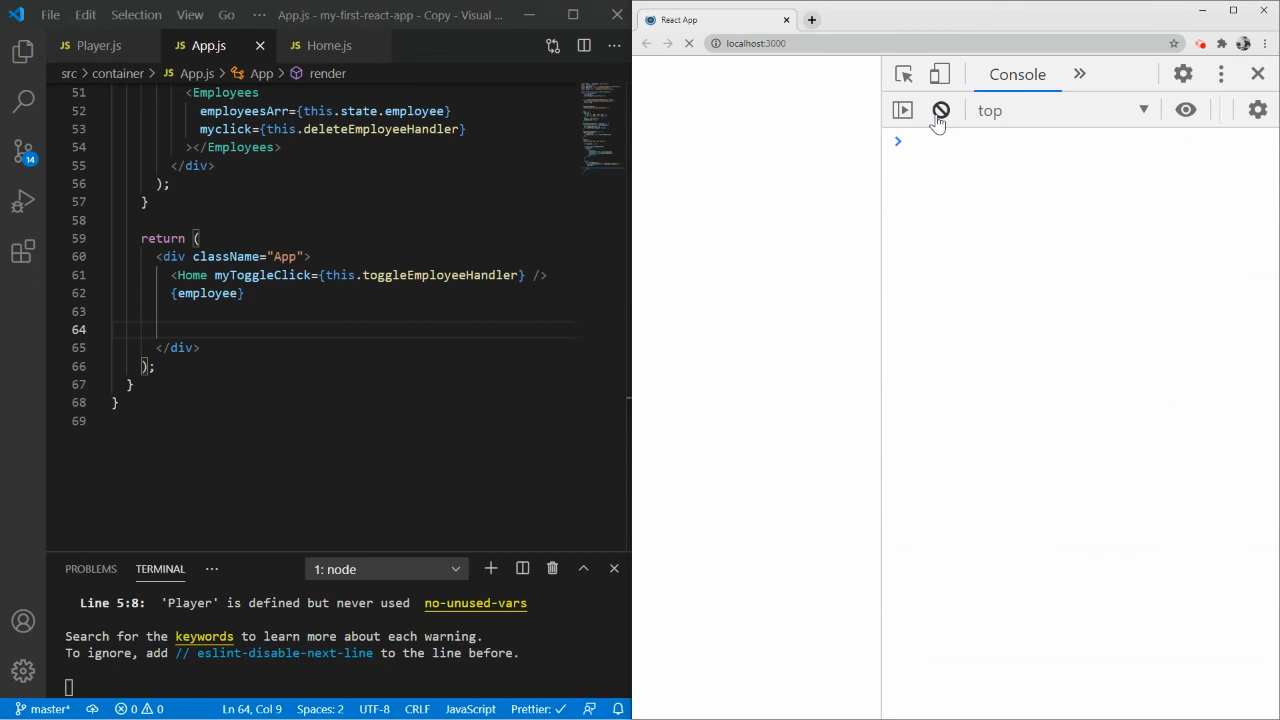 File Edit Selection View Go ··· App.js - my-first-react-app - Copy - Visual ...
Player.js App.js Home.js
src > container > App.js > App > render
51 <Employees
52 employeesArr={this.state.employee}
53 myclick={this.deleteEmployeeHandler}
54 ></Employees>
55 </div>
56 );
57 }
58
59 return (
60 <div className="App">
61 <Home myToggleClick={this.toggleEmployeeHandler} />
62 {employee}
63
64
65 </div>
66 );
67 }
68 }
69
14
PROBLEMS TERMINAL ··· 1: node
Line 5:8: 'Player' is defined but never used no-unused-vars
Search for the keywords to learn more about each warning.
To ignore, add // eslint-disable-next-line to the line before.
master* 0 0 Ln 64, Col 9 Spaces: 2 UTF-8 CRLF JavaScript Prettier: ✓
React App
localhost:3000
Console »
top
>